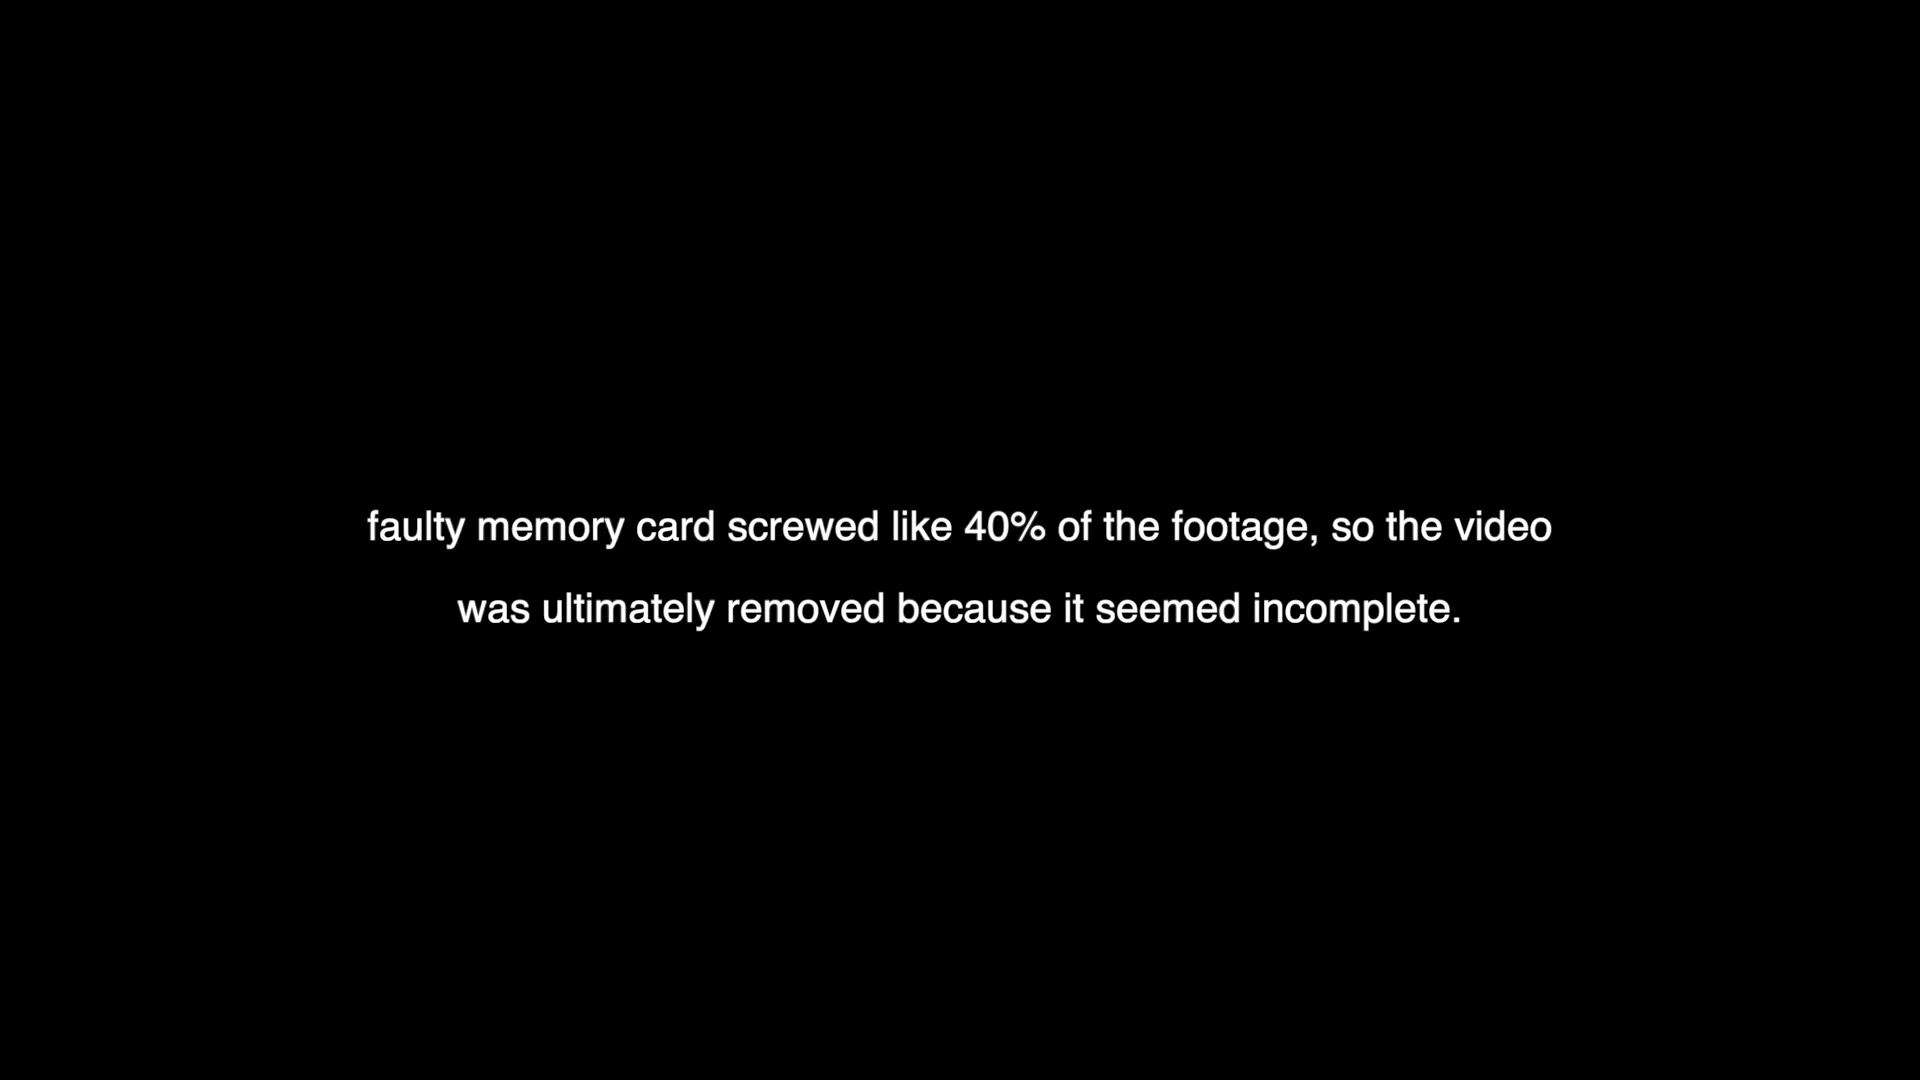 faulty memory card screwed like 40% of the footage, so the video
was ultimately removed because it seemed incomplete.